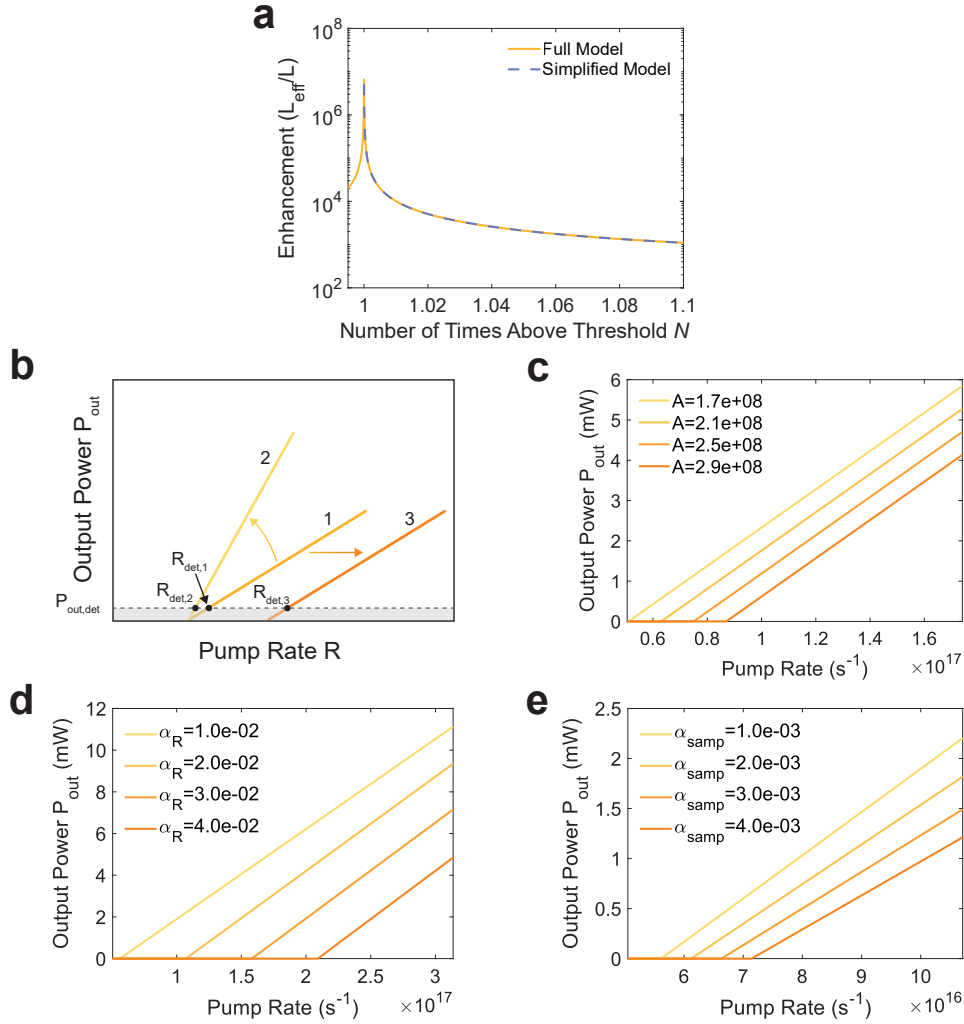 a
10^8
10^6
10^4
10^2
Enhancement (L_eff/L)
Full Model
Simplified Model
1 1.02 1.04 1.06 1.08 1.1
Number of Times Above Threshold N
b
Output Power P_out
2
1
3
R_det,1
R_det,2
R_det,3
P_out,det
Pump Rate R
c
6
5
4
3
2
1
0
Output Power P_out (mW)
A=1.7e+08
A=2.1e+08
A=2.5e+08
A=2.9e+08
0.6 0.8 1 1.2 1.4 1.6
Pump Rate (s^-1) ×10^17
d
12
10
8
6
4
2
0
Output Power P_out (mW)
α_R=1.0e-02
α_R=2.0e-02
α_R=3.0e-02
α_R=4.0e-02
1 1.5 2 2.5 3
Pump Rate (s^-1) ×10^17
e
2.5
2
1.5
1
0.5
0
Output Power P_out (mW)
α_samp=1.0e-03
α_samp=2.0e-03
α_samp=3.0e-03
α_samp=4.0e-03
6 7 8 9 10
Pump Rate (s^-1) ×10^16